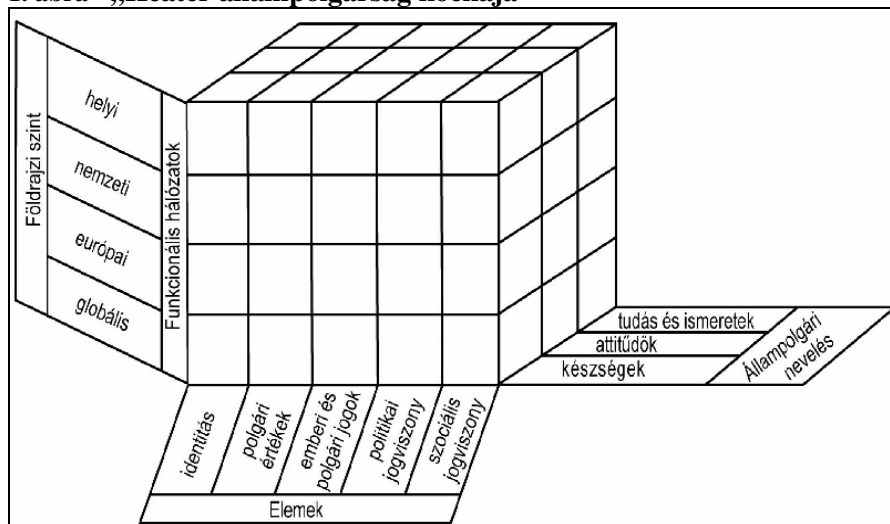 1. ábra „Heater állampolgárság kockája
Földrajzi szint
helyi
nemzeti
európai
globális
Funkcionális hálózatok
tudás és ismeretek
attitűdök
készségek
Állampolgári
nevelés
identitás
polgári
értékek
emberi és
polgári jogok
politikai
jogviszony
szociális
jogviszony
Elemek